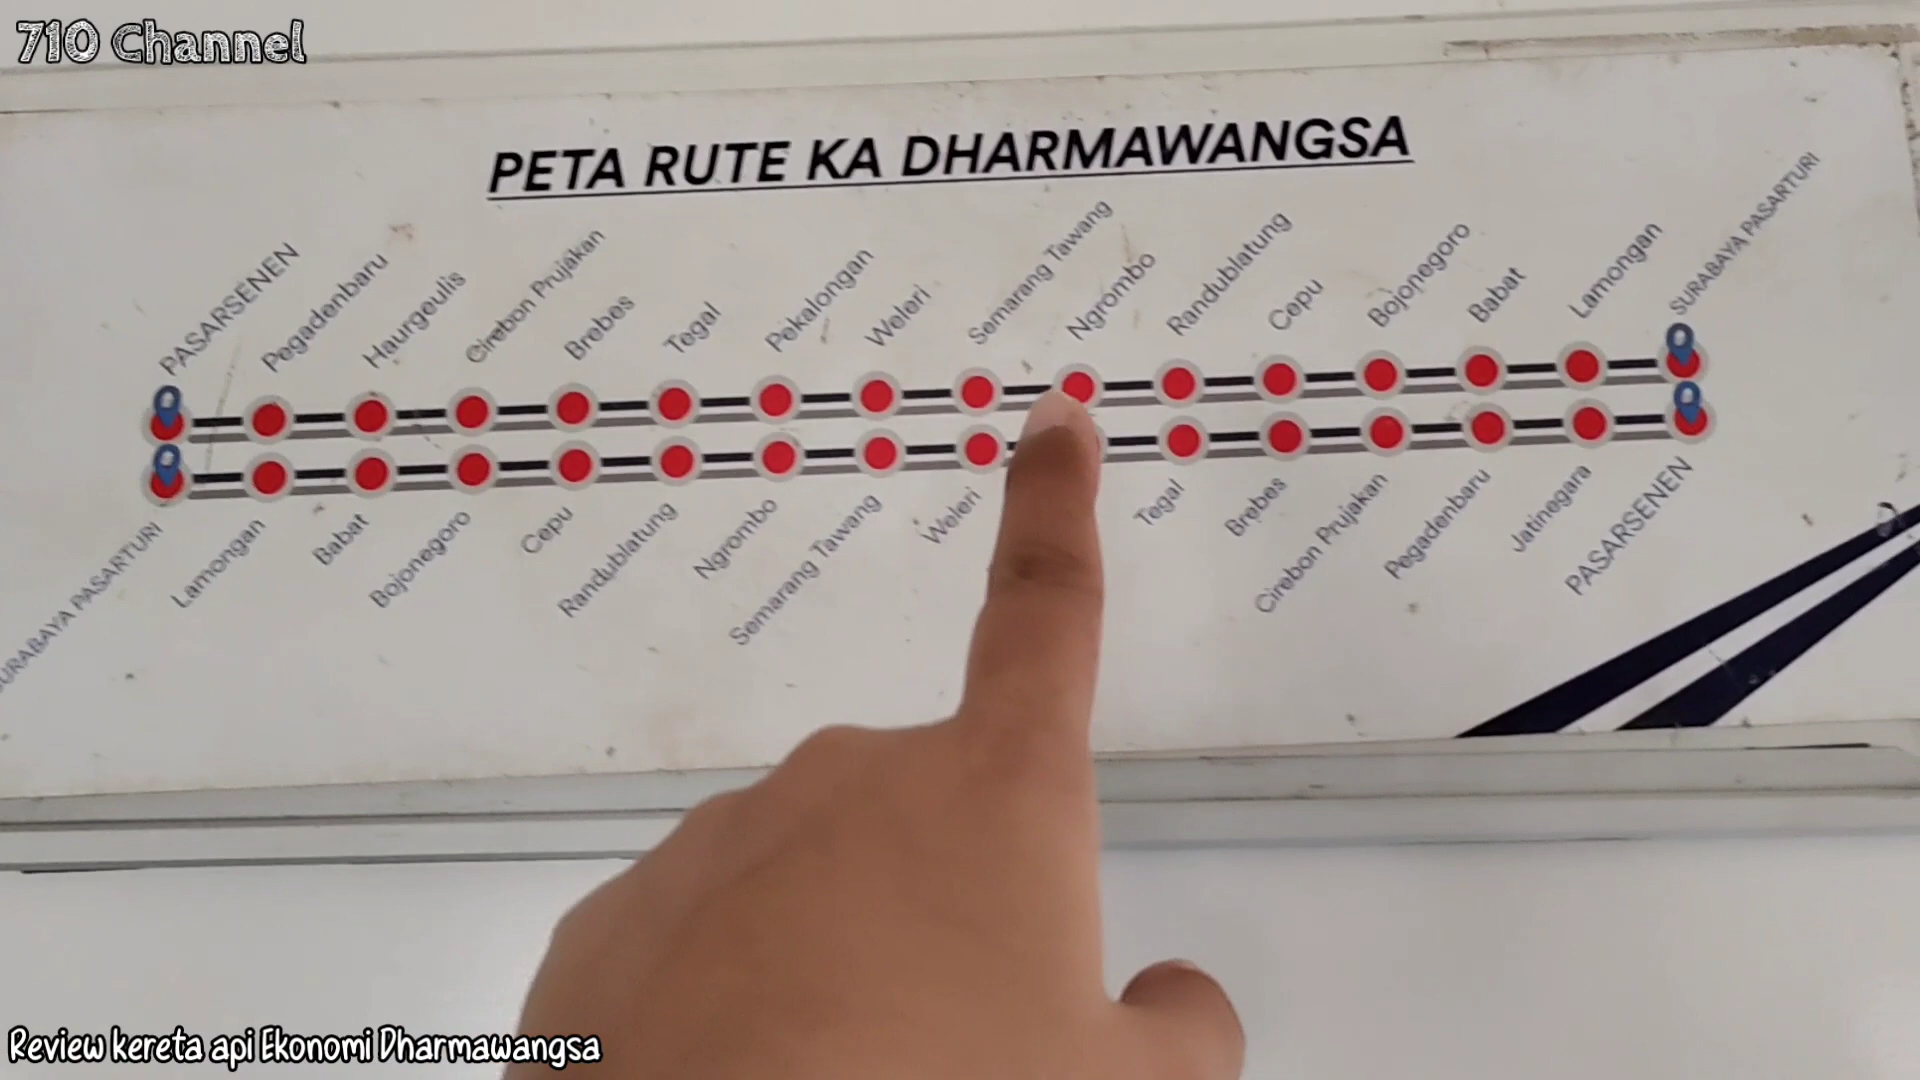 710 Channel
PETA RUTE KA DHARMAWANGSA
PASARSENEN
Pegadenbaru
Haurgeulis
Cirebon Prujakan
Brebes
Tegal
Pekalongan
Weleri
Semarang Tawang
Ngrombo
Randublatung
Cepu
Bojonegoro
Babat
Lamongan
SURABAYA PASARTURI
SURABAYA PASARTURI
Lamongan
Babat
Bojonegoro
Cepu
Randublatung
Ngrombo
Semarang Tawang
Weleri
Tegal
Brebes
Cirebon Prujakan
Pegadenbaru
Jatinegara
PASARSENEN
Review kereta api Ekonomi Dharmawangsa